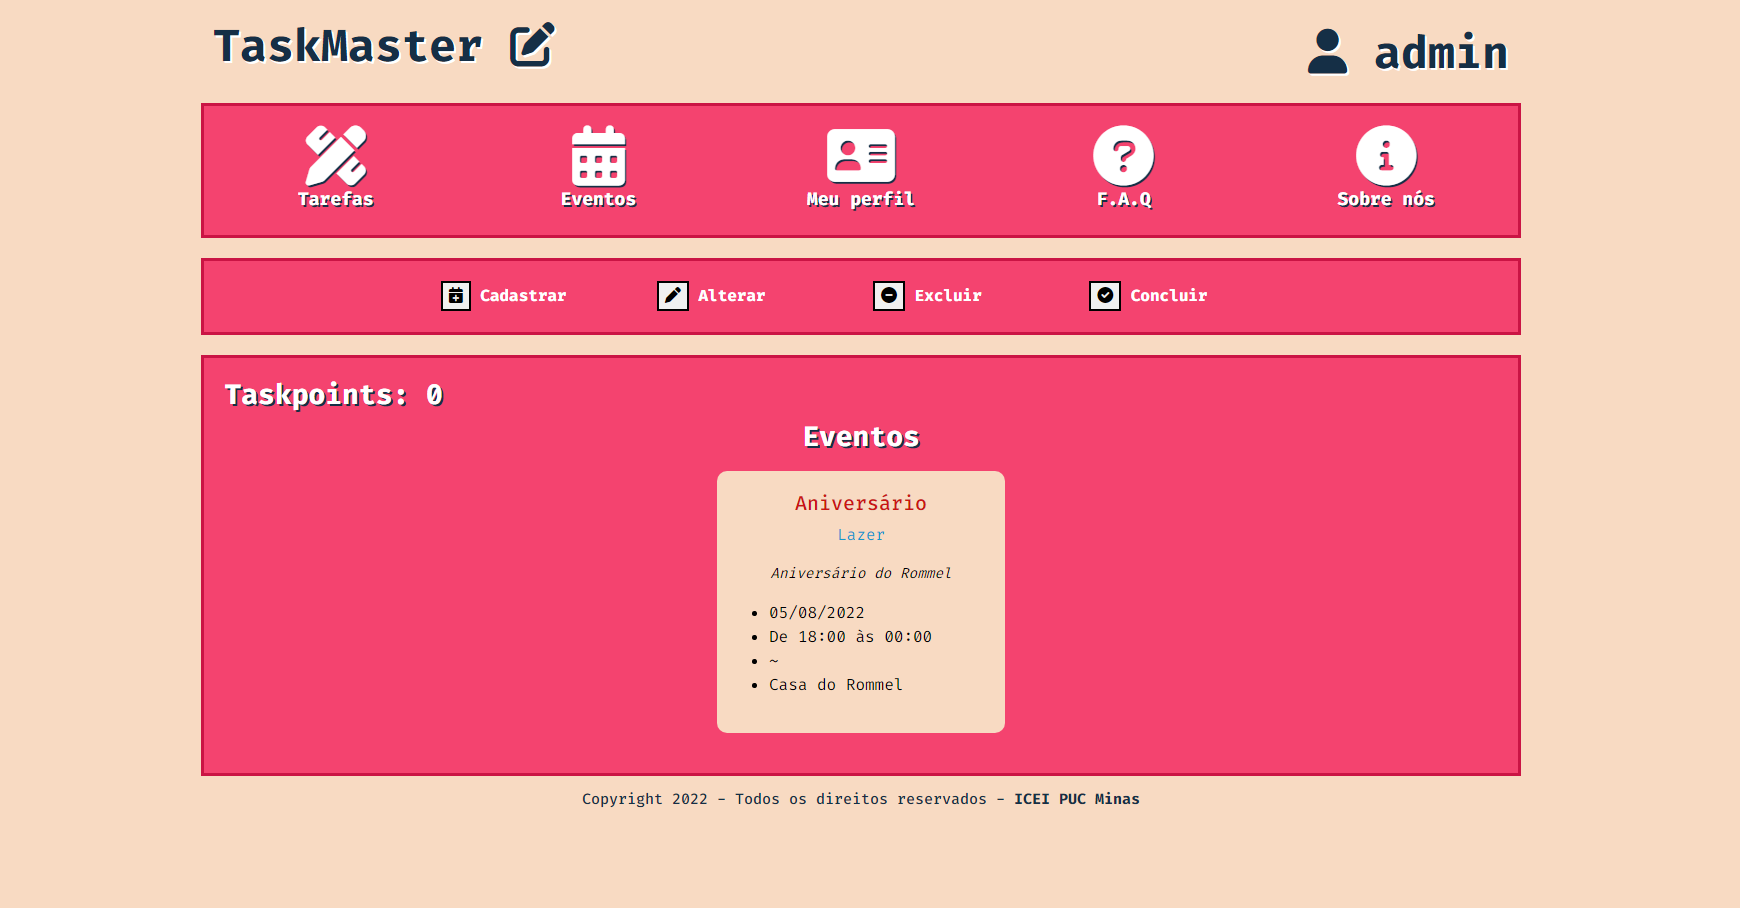 TaskMaster
admin
Tarefas
Eventos
Meu perfil
F.A.Q
Sobre nós
Cadastrar
Alterar
Excluir
Concluir
Taskpoints: 0
Eventos
Aniversário
Lazer
Aniversário do Rommel
• 05/08/2022
• De 18:00 às 00:00
• ~
• Casa do Rommel
Copyright 2022 - Todos os direitos reservados - ICEI PUC Minas